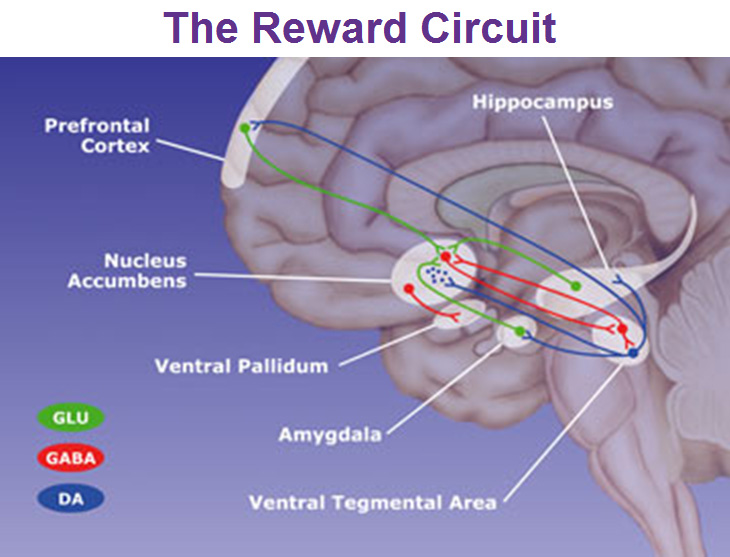 The Reward Circuit
Hippocampus
Prefrontal
Cortex
Nucleus
Accumbens
Ventral Pallidum
GLU
Amygdala
GABA
DA
Ventral Tegmental Area